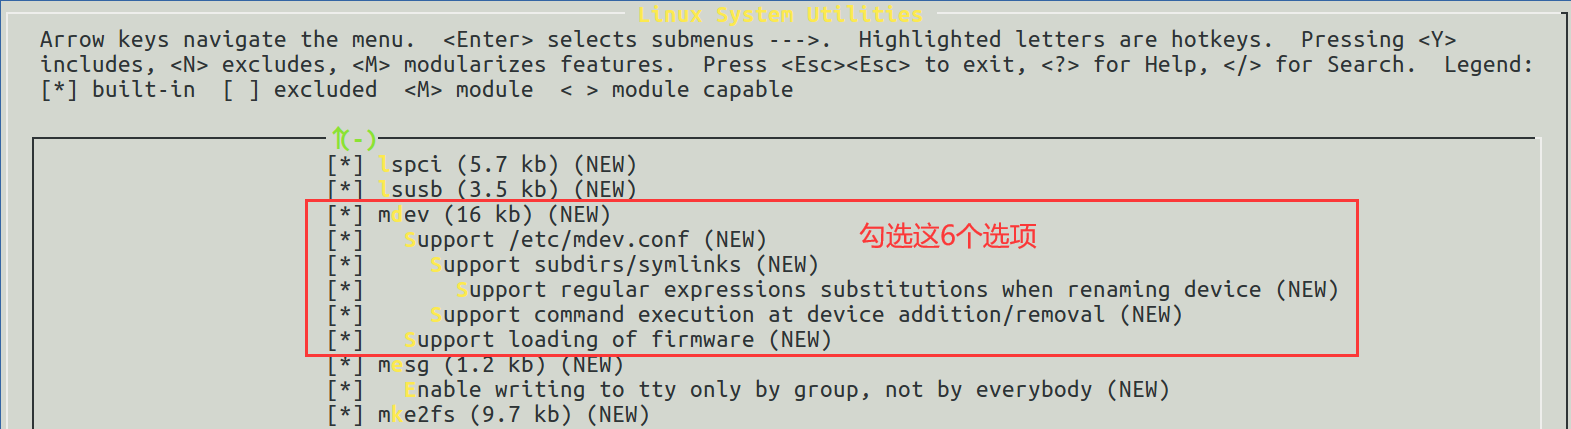 Linux System Utilities
Arrow keys navigate the menu.  <Enter> selects submenus --->.  Highlighted letters are hotkeys.  Pressing <Y>
includes, <N> excludes, <M> modularizes features.  Press <Esc><Esc> to exit, <?> for Help, </> for Search.  Legend:
[*] built-in  [ ] excluded  <M> module  < > module capable
↑(-)
[*] lspci (5.7 kb) (NEW)
[*] lsusb (3.5 kb) (NEW)
[*] mdev (16 kb) (NEW)
[*]   Support /etc/mdev.conf (NEW) 勾选这6个选项
[*]     Support subdirs/symlinks (NEW)
[*]       Support regular expressions substitutions when renaming device (NEW)
[*]     Support command execution at device addition/removal (NEW)
[*]   Support loading of firmware (NEW)
[*] mesg (1.2 kb) (NEW)
[*]   Enable writing to tty only by group, not by everybody (NEW)
[*] mke2fs (9.7 kb) (NEW)